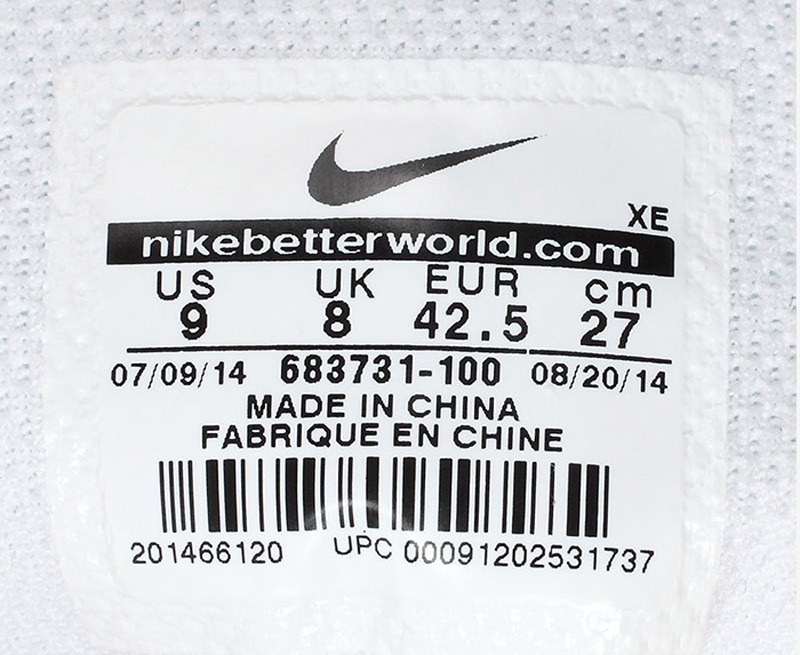 XE
nikebetterworld.com
US UK EUR cm
9 8 42.5 27
07/09/14 683731-100 08/20/14
MADE IN CHINA
FABRIQUE EN CHINE
201466120 UPC 00091202531737